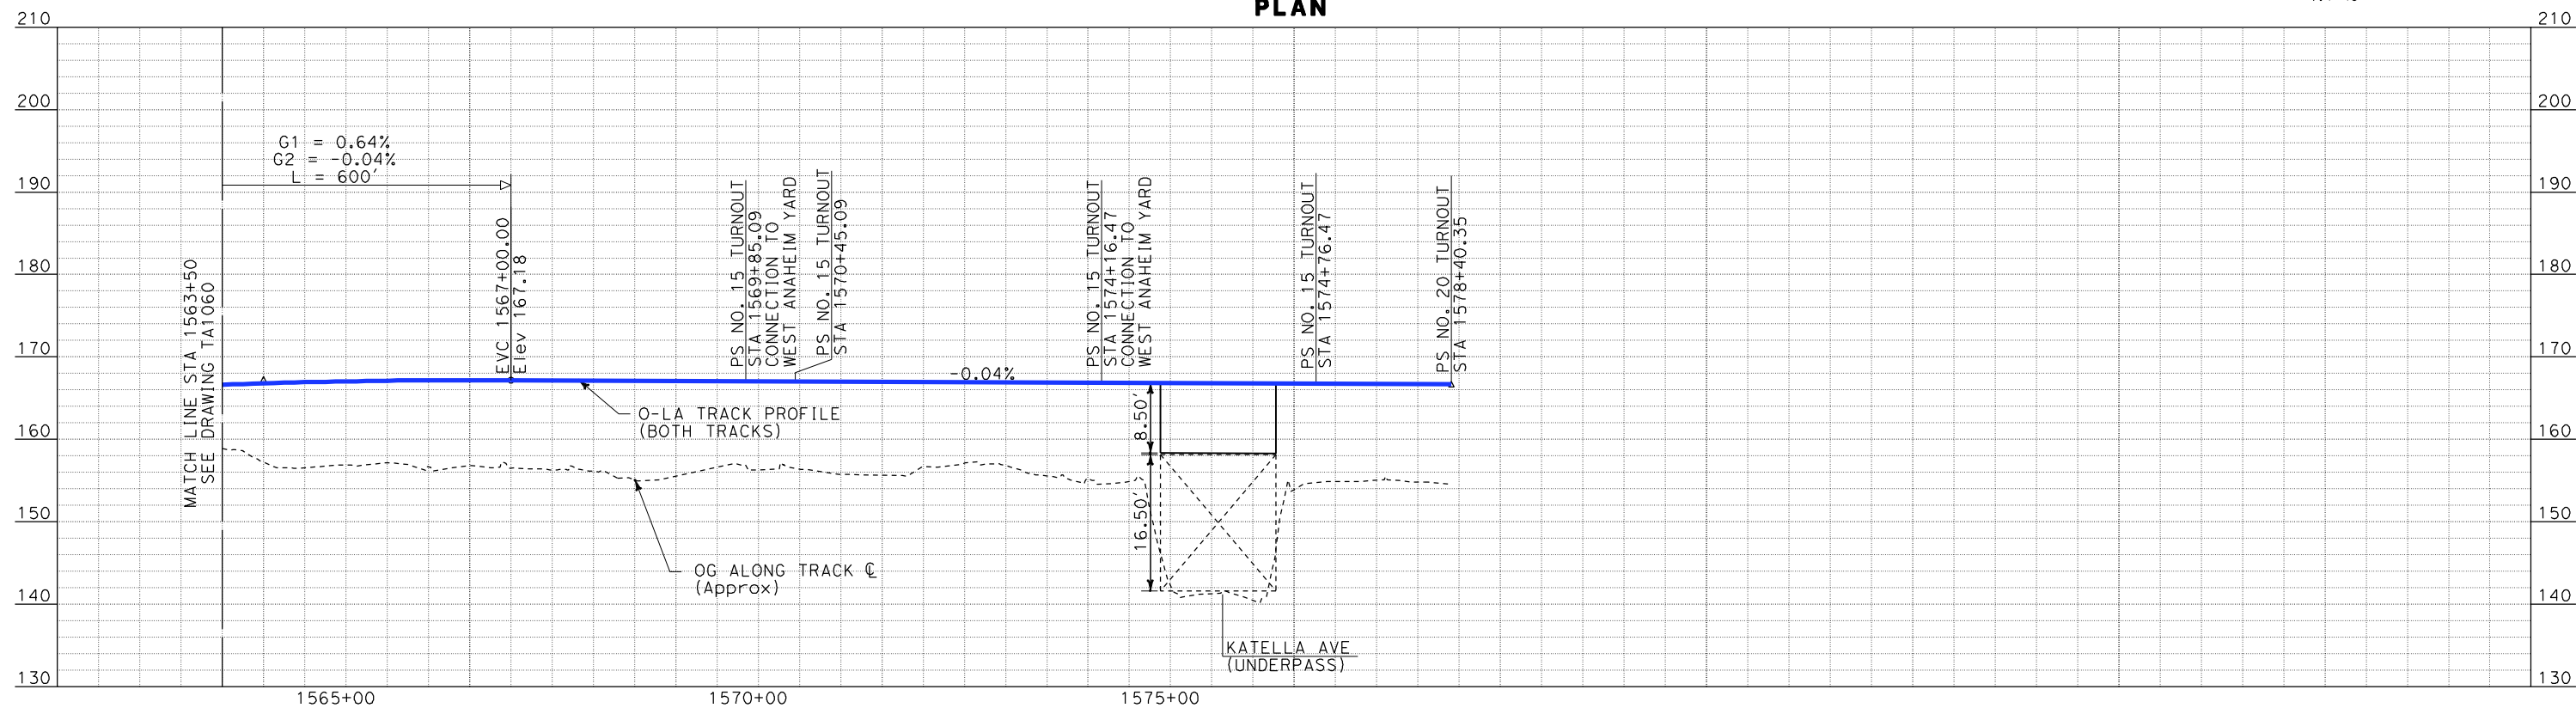 PLAN
210
210
200
200
190
190
180
180
170
170
160
160
150
150
140
140
130
130
1565+00
1570+00
1575+00
G1 = 0.64%
G2 = -0.04%
L = 600'
MATCH LINE STA 1563+50
SEE DRAWING TA1060
EVC 1567+00.00
Elev 167.18
PS NO. 15 TURNOUT
STA 1569+85.09
CONNECTION TO
WEST ANAHEIM YARD
PS NO. 15 TURNOUT
STA 1570+45.09
-0.04%
PS NO. 15 TURNOUT
STA 1574+16.47
CONNECTION TO
WEST ANAHEIM YARD
PS NO. 15 TURNOUT
STA 1574+76.47
PS NO. 20 TURNOUT
STA 1578+40.35
O-LA TRACK PROFILE
(BOTH TRACKS)
OG ALONG TRACK ℄
(Approx)
8.50'
16.50'
KATELLA AVE
(UNDERPASS)